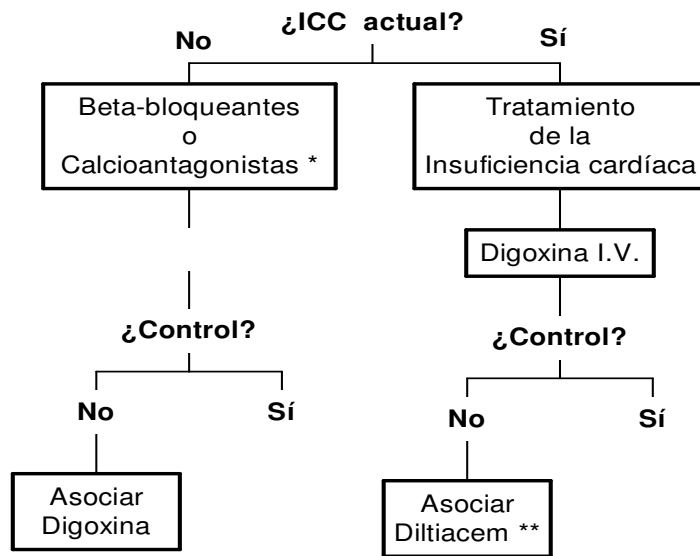 ¿ICC actual?
No
Sí
Beta-bloqueantes
o
Calcioantagonistas *
Tratamiento
de la
Insuficiencia cardíaca
Digoxina I.V.
¿Control?
No
Sí
Asociar
Digoxina
¿Control?
No
Sí
Asociar
Diltiacem **